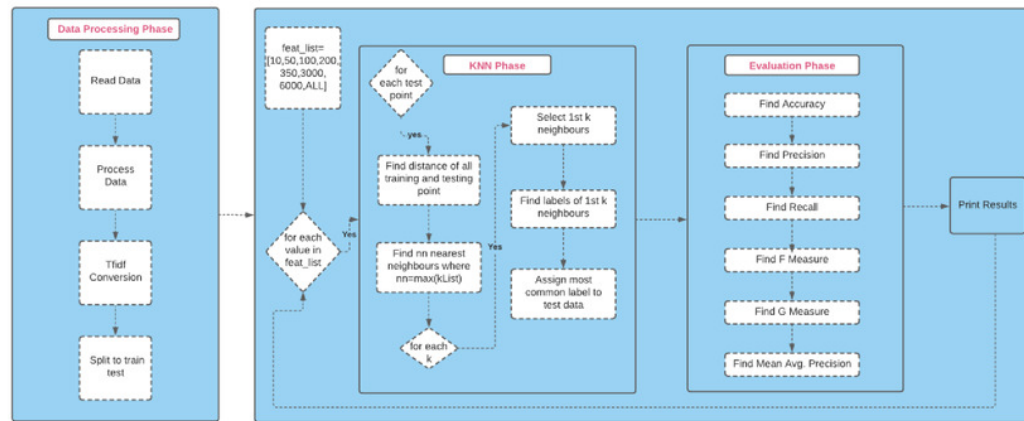 Data Processing Phase
Read Data
Process
Data
Tfidf
Conversion
Split to train
test
feat_list=
[10,50,100,200,
350,3000,
6000,ALL]
for each
value in
feat_list
Yes
KNN Phase
for
each test
point
yes
Find distance of all
training and testing
point
Find nn nearest
neighbours where
nn=max(kList)
for each
k
Yes
Select 1st k
neighbours
Find labels of 1st k
neighbours
Assign most
common label to
test data
Evaluation Phase
Find Accuracy
Find Precision
Find Recall
Find F Measure
Find G Measure
Find Mean Avg. Precision
Print Results